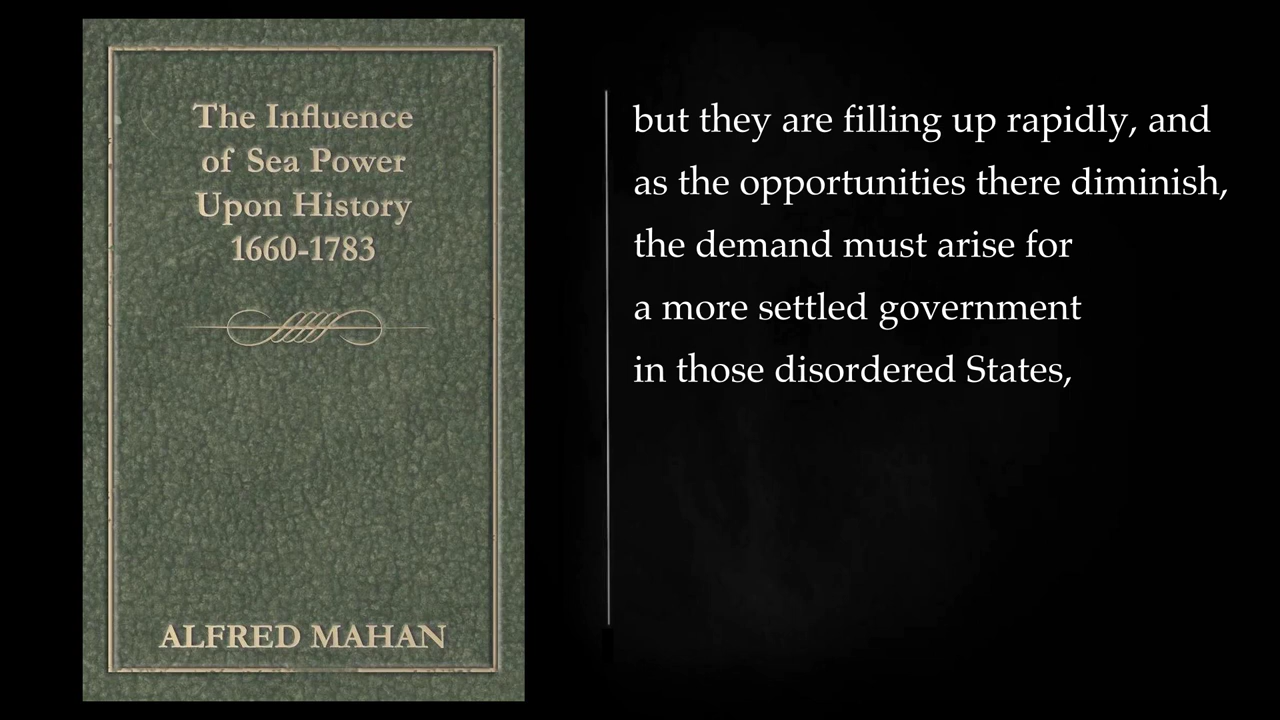 The Influence
of Sea Power
Upon History
1660-1783
ALFRED MAHAN
but they are filling up rapidly, and
as the opportunities there diminish,
the demand must arise for
a more settled government
in those disordered States,